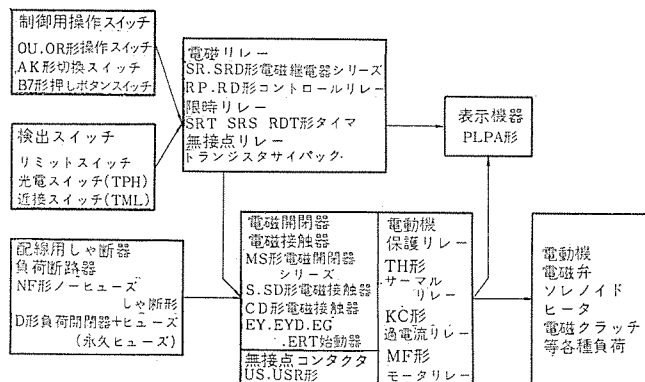 制御用操作スイッチ
OU.OR形操作スイッチ
AK形切換スイッチ
B7形押しボタンスイッチ
検出スイッチ
リミットスイッチ
光電スイッチ(TPH)
近接スイッチ(TML)
配線用しゃ断器
負荷断路器
NF形ノーヒューズ
しゃ断形
D形負荷開閉器+ヒューズ
(永久ヒューズ)
電磁リレー
SR.SRD形電磁継電器シリーズ
RP.RD形コントロールリレー
限時リレー
SRT SRS RDT形タイマ
無接点リレー
トランジスタサイパック.
電磁開閉器
電磁接触器
MS形電磁開閉器
シリーズ
S.SD形電磁接触器
CD形電磁接触器
EY.EYD.EG
.ERT始動器
無接点コンタクタ
US.USR形
電動機
保護リレー
TH形
サーマル
リレー
KC形
過電流リレー
MF形
モータリレー
表示機器
PLPA形
電動機
電磁弁
ソレノイド
ヒータ
電磁クラッチ
等各種負荷